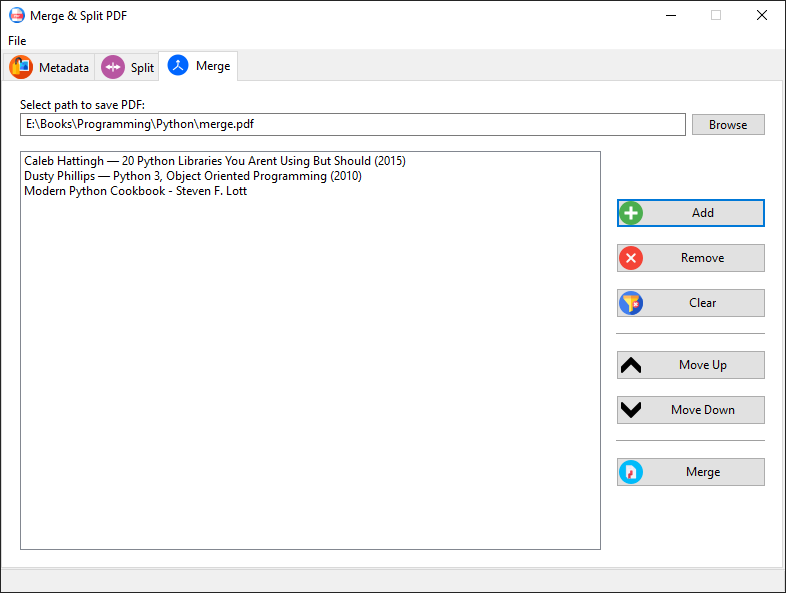 Merge & Split PDF
File
Metadata
Split
Merge
Select path to save PDF:
E:\Books\Programming\Python\merge.pdf
Browse
Caleb Hattingh — 20 Python Libraries You Arent Using But Should (2015)
Dusty Phillips — Python 3, Object Oriented Programming (2010)
Modern Python Cookbook - Steven F. Lott
Add
Remove
Clear
Move Up
Move Down
Merge